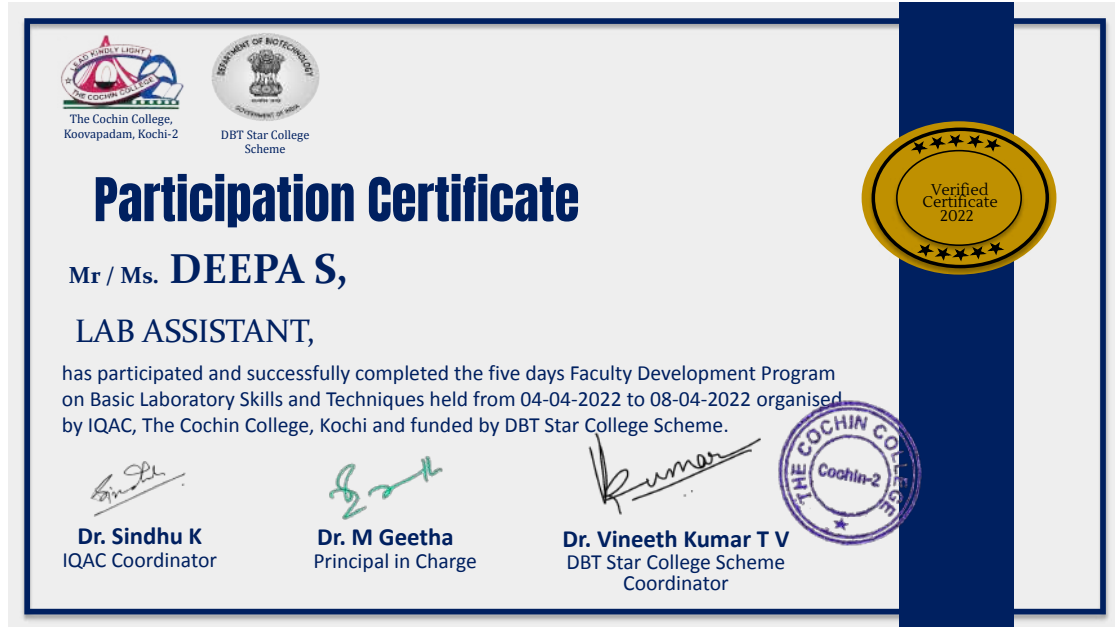 LEAD KINDLY LIGHT
THE COCHIN COLLEGE
The Cochin College,
Koovapadam, Kochi-2
DEPARTMENT OF BIOTECHNOLOGY
GOVERNMENT OF INDIA
DBT Star College
Scheme
Participation Certificate
Mr / Ms. DEEPA S,
LAB ASSISTANT,
has participated and successfully completed the five days Faculty Development Program
on Basic Laboratory Skills and Techniques held from 04-04-2022 to 08-04-2022 organised
by IQAC, The Cochin College, Kochi and funded by DBT Star College Scheme.
Verified
Certificate
2022
Sindhu
Kumar
THE COCHIN COLLEGE
Cochin-2
Dr. Sindhu K
IQAC Coordinator
Dr. M Geetha
Principal in Charge
Dr. Vineeth Kumar T V
DBT Star College Scheme
Coordinator